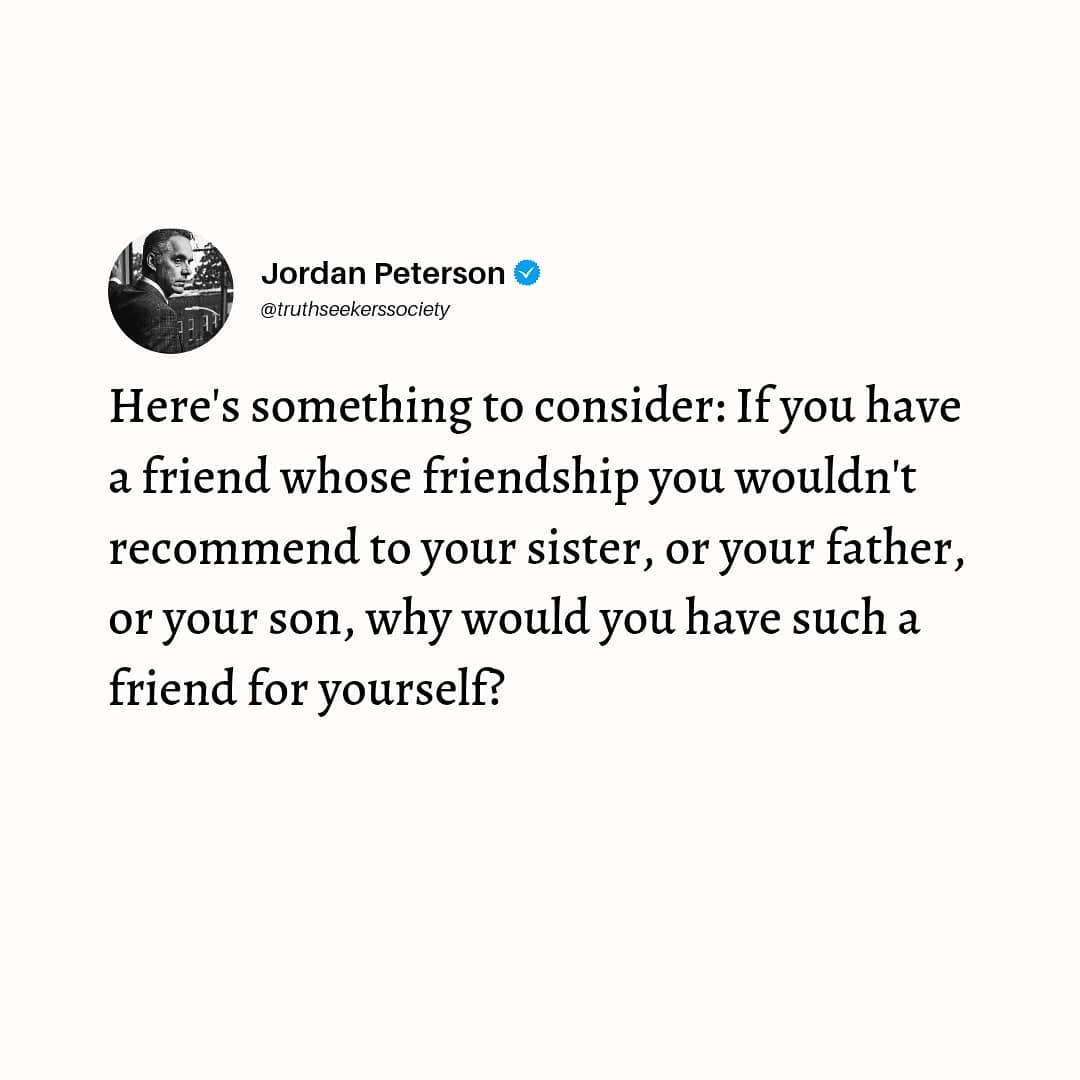 Jordan Peterson
@truthseekerssociety
Here's something to consider: If you have
a friend whose friendship you wouldn't
recommend to your sister, or your father,
or your son, why would you have such a
friend for yourself?